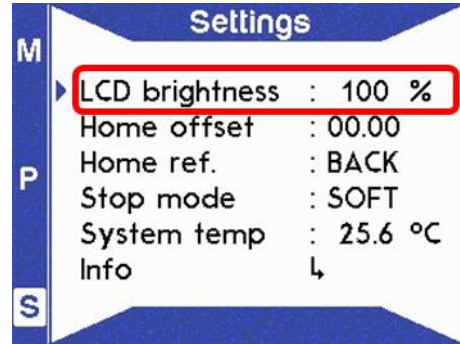 Settings
M
LCD brightness : 100 %
Home offset : 00.00
Home ref. : BACK
P
Stop mode : SOFT
System temp : 25.6 ºC
Info ↳
S